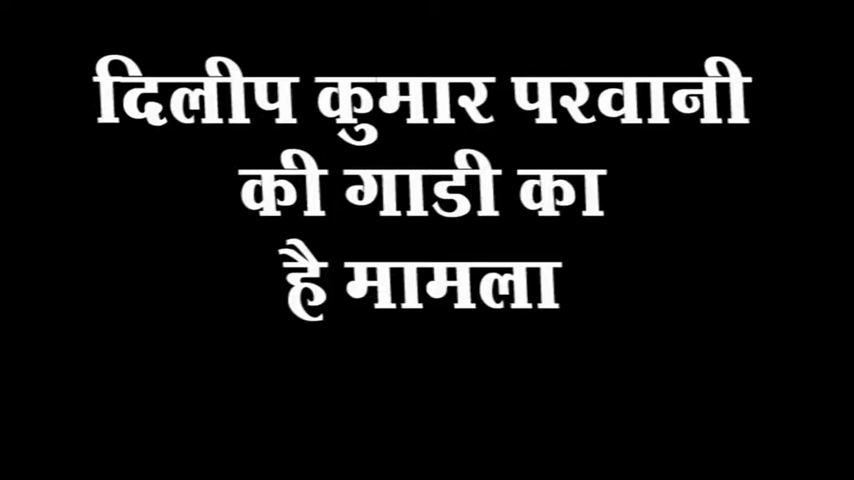 दिलीप कुमार परवानी
की गाडी का
है मामला